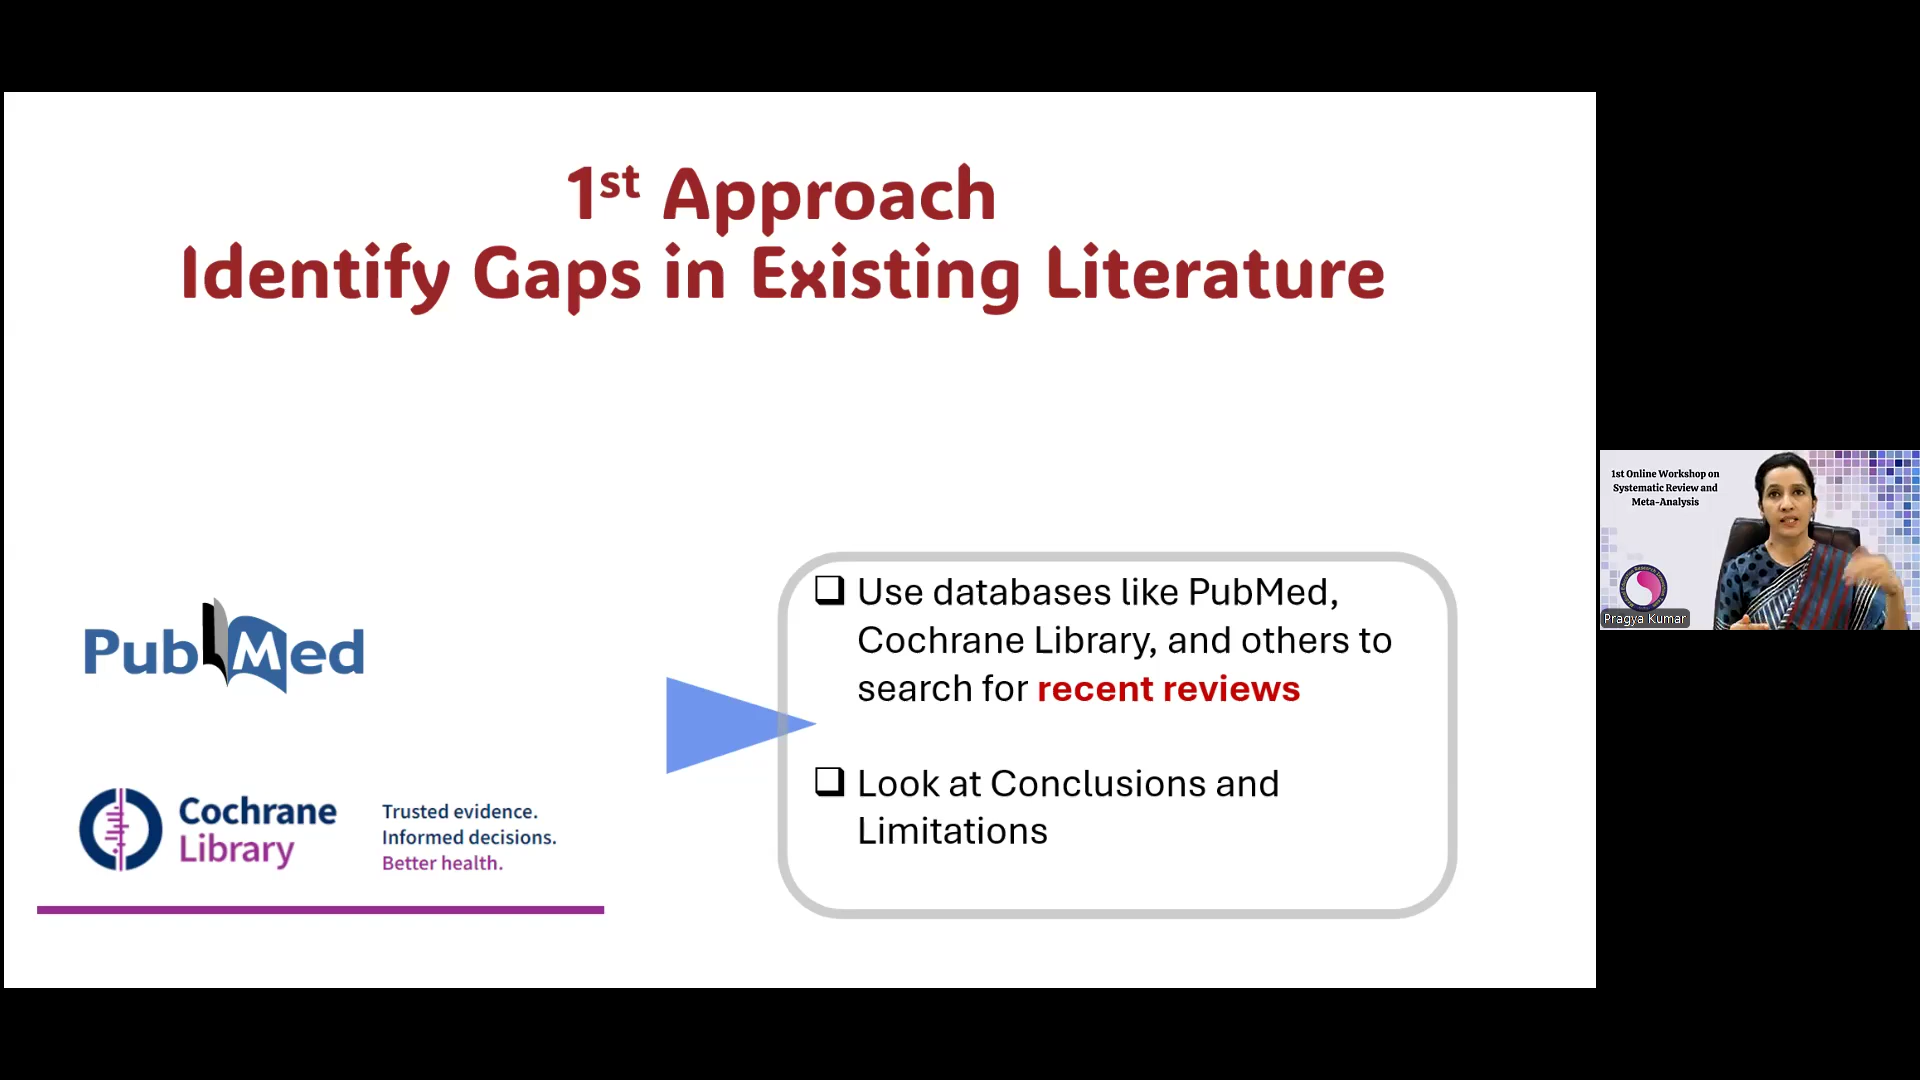 1st Approach
Identify Gaps in Existing Literature
PubMed
Cochrane
Library
Trusted evidence.
Informed decisions.
Better health.
❑ Use databases like PubMed,
Cochrane Library, and others to
search for recent reviews
❑ Look at Conclusions and
Limitations
1st Online Workshop on
Systematic Review and
Meta-Analysis
Pragya Kumar